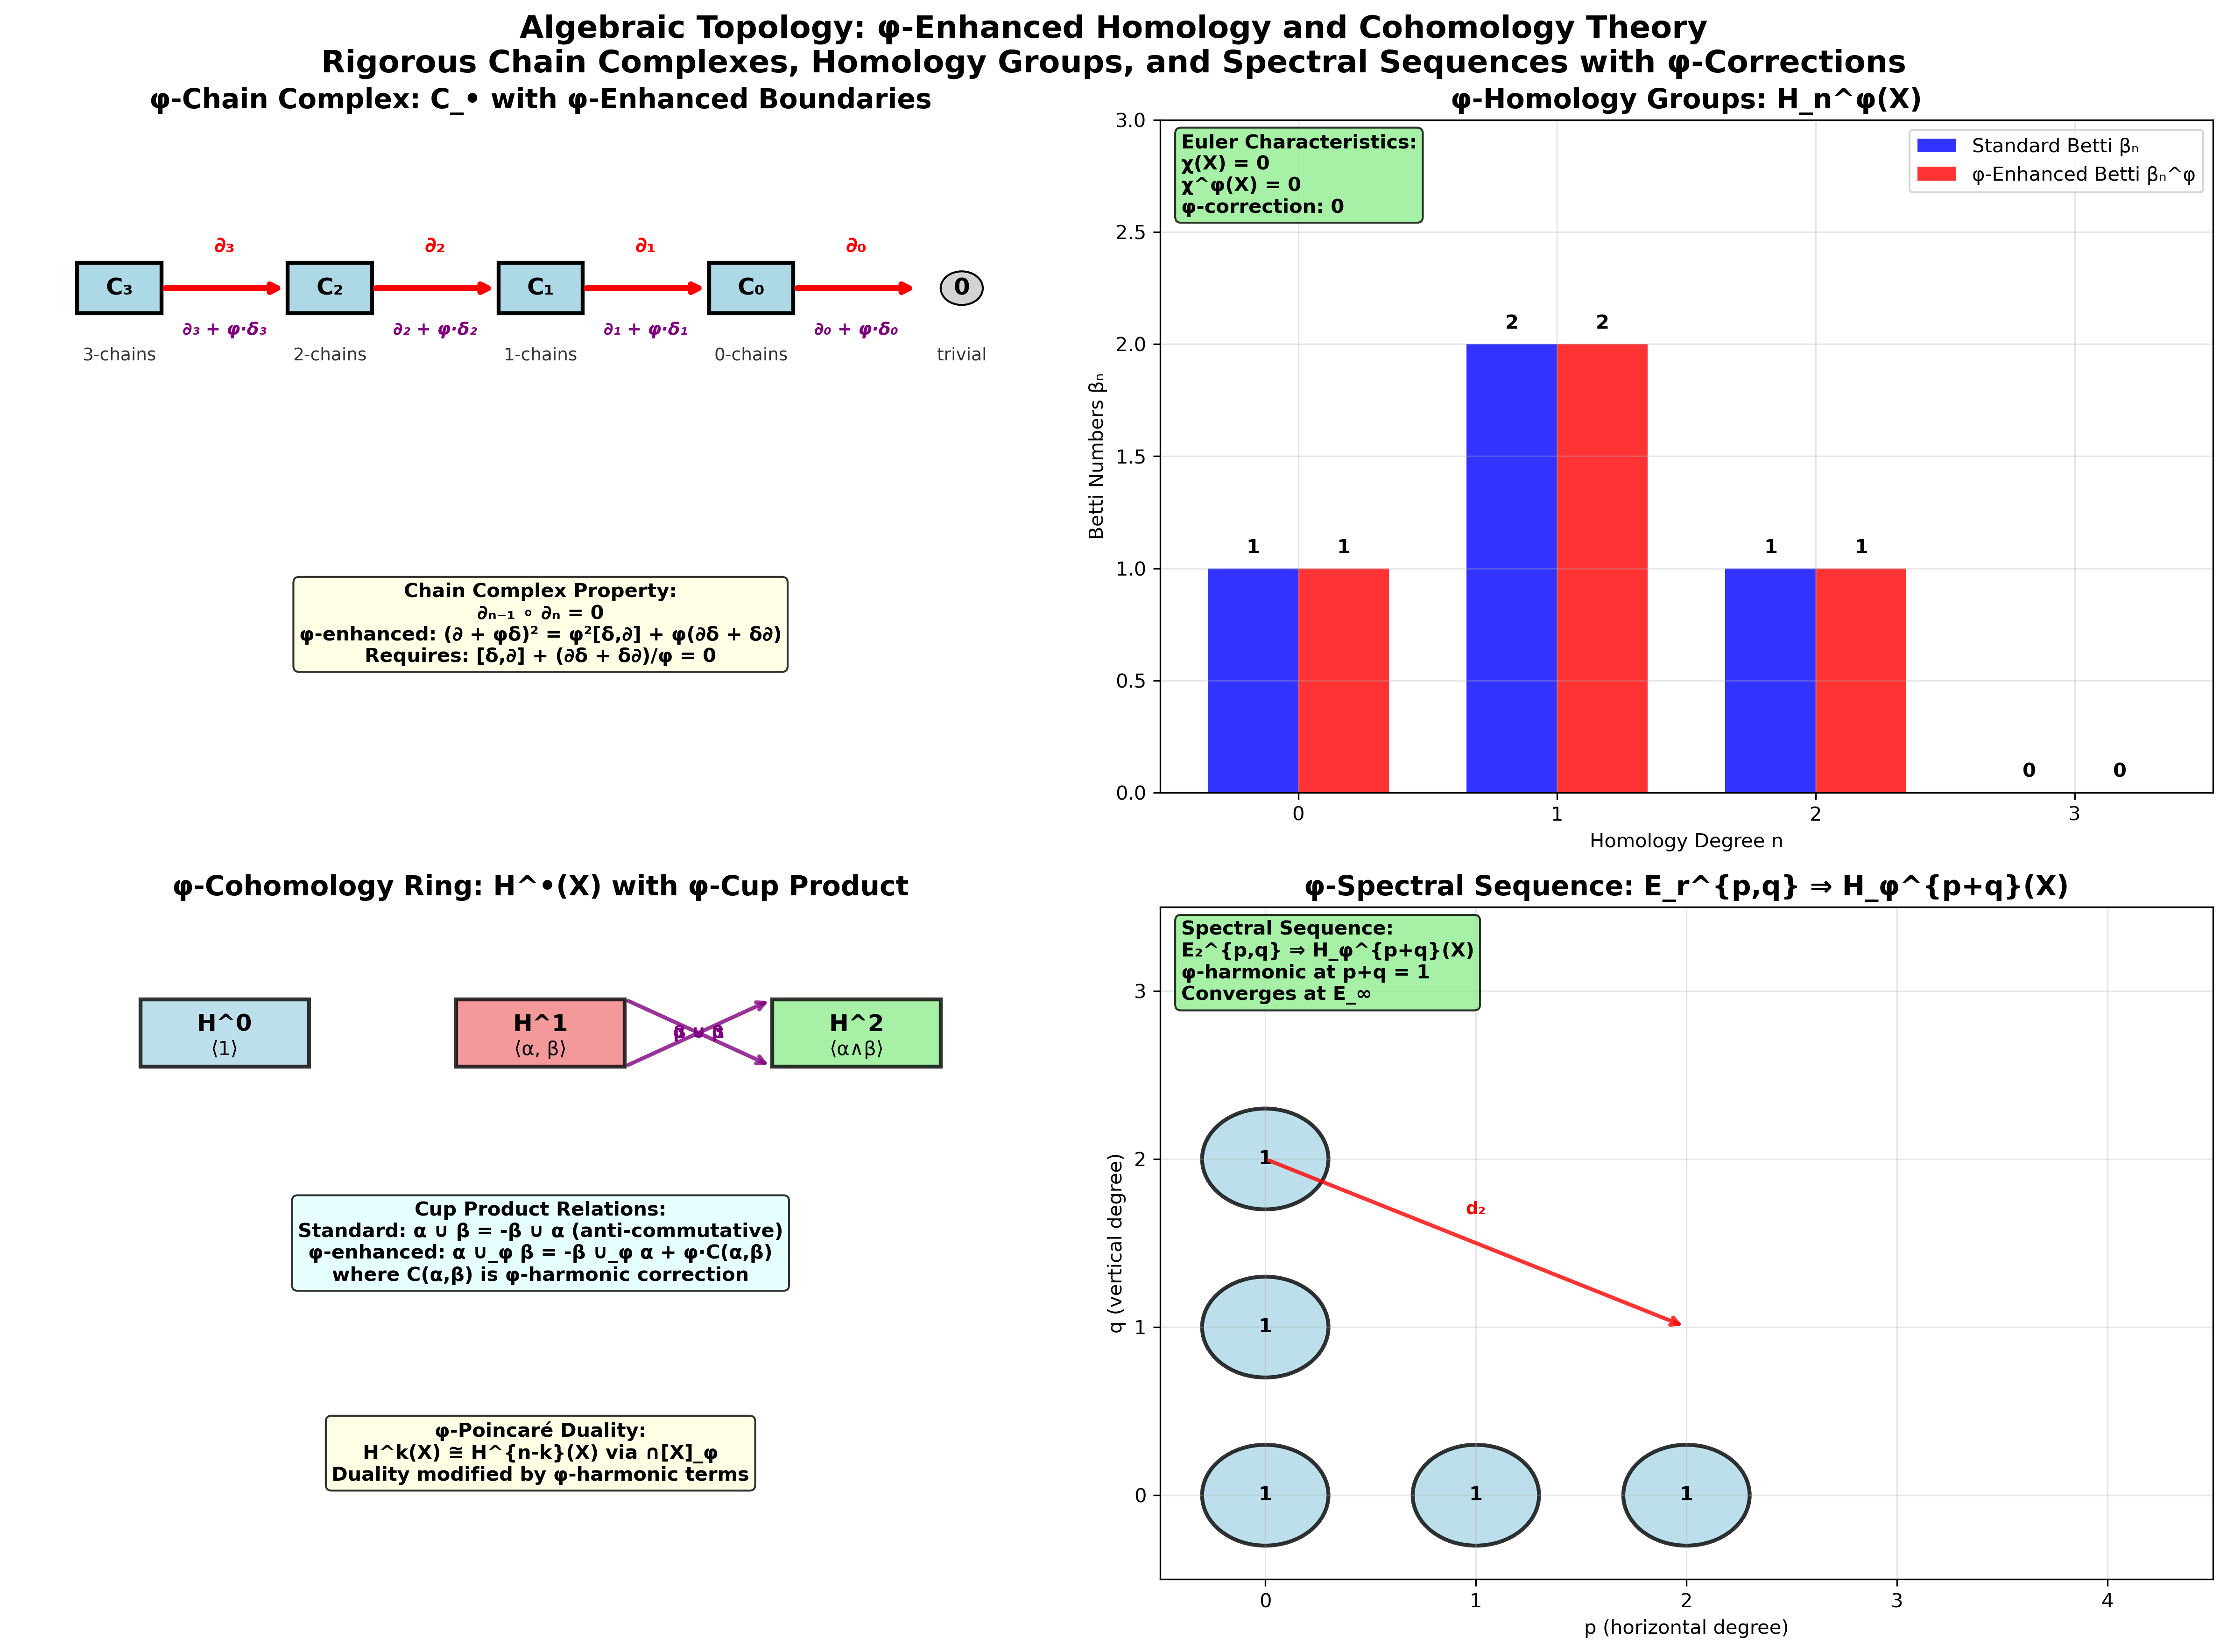 Algebraic Topology: φ-Enhanced Homology and Cohomology Theory
Rigorous Chain Complexes, Homology Groups, and Spectral Sequences with φ-Corrections
φ-Chain Complex: C_• with φ-Enhanced Boundaries
∂₃ ∂₂ ∂₁ ∂₀
C₃ C₂ C₁ C₀ 0
∂₃ + φ·δ₃ ∂₂ + φ·δ₂ ∂₁ + φ·δ₁ ∂₀ + φ·δ₀
3-chains 2-chains 1-chains 0-chains trivial
Chain Complex Property:
∂ₙ₋₁ ∘ ∂ₙ = 0
φ-enhanced: (∂ + φδ)² = φ²[δ,∂] + φ(∂δ + δ∂)
Requires: [δ,∂] + (∂δ + δ∂)/φ = 0
φ-Homology Groups: H_n^φ(X)
Euler Characteristics:
χ(X) = 0
χ^φ(X) = 0
φ-correction: 0
Standard Betti βₙ
φ-Enhanced Betti βₙ^φ
Betti Numbers βₙ
3.0
2.5
2.0
1.5
1.0
0.5
0.0
2 2
1 1 1 1
0 0
0 1 2 3
Homology Degree n
φ-Cohomology Ring: H^•(X) with φ-Cup Product
H^0 H^1 H^2
⟨1⟩ ⟨α, β⟩ ⟨α∧β⟩
Cup Product Relations:
Standard: α ∪ β = -β ∪ α (anti-commutative)
φ-enhanced: α ∪_φ β = -β ∪_φ α + φ·C(α,β)
where C(α,β) is φ-harmonic correction
φ-Poincaré Duality:
H^k(X) ≅ H^{n-k}(X) via ∩[X]_φ
Duality modified by φ-harmonic terms
φ-Spectral Sequence: E_r^{p,q} ⇒ H_φ^{p+q}(X)
Spectral Sequence:
E₂^{p,q} ⇒ H_φ^{p+q}(X)
φ-harmonic at p+q = 1
Converges at E_∞
q (vertical degree)
3
2
1
0
1
d₂
1
1 1 1
0 1 2 3 4
p (horizontal degree)